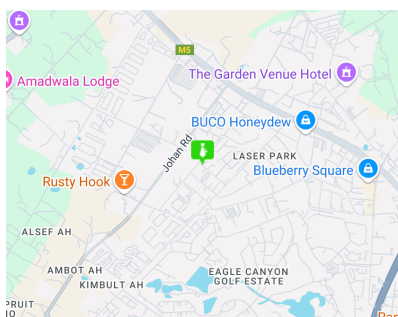 M5
The Garden Venue Hotel
Amadwala Lodge
BUCO Honeydew
Johan Rd
LASER PARK
Blueberry Square
Rusty Hook
ALSEF AH
AMBOT AH
EAGLE CANYON
GOLF ESTATE
KIMBULT AH
PRUIT